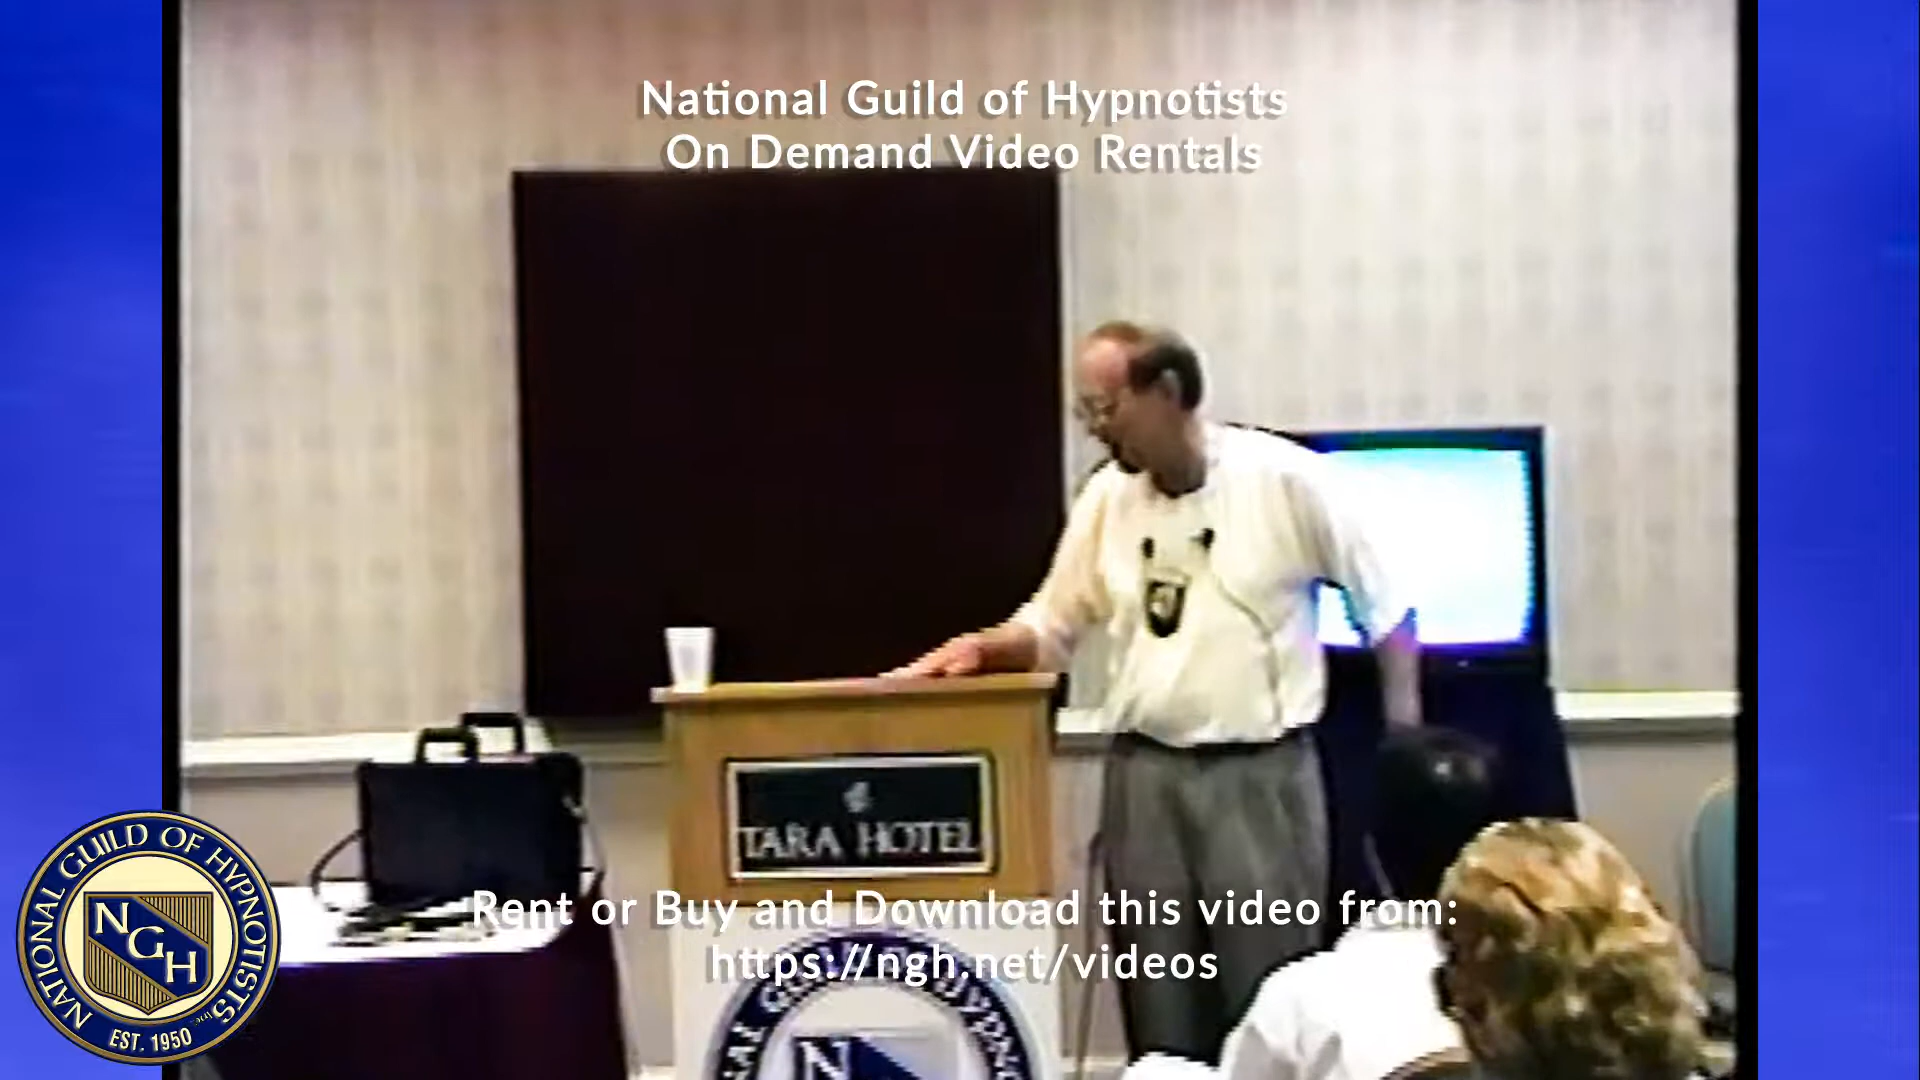 National Guild of Hypnotists
On Demand Video Rentals
TARA HOTEL
Rent or Buy and Download this video from:
https://ngh.net/videos
NATIONAL GUILD OF HYPNOTISTS Inc.
NGH
EST. 1950